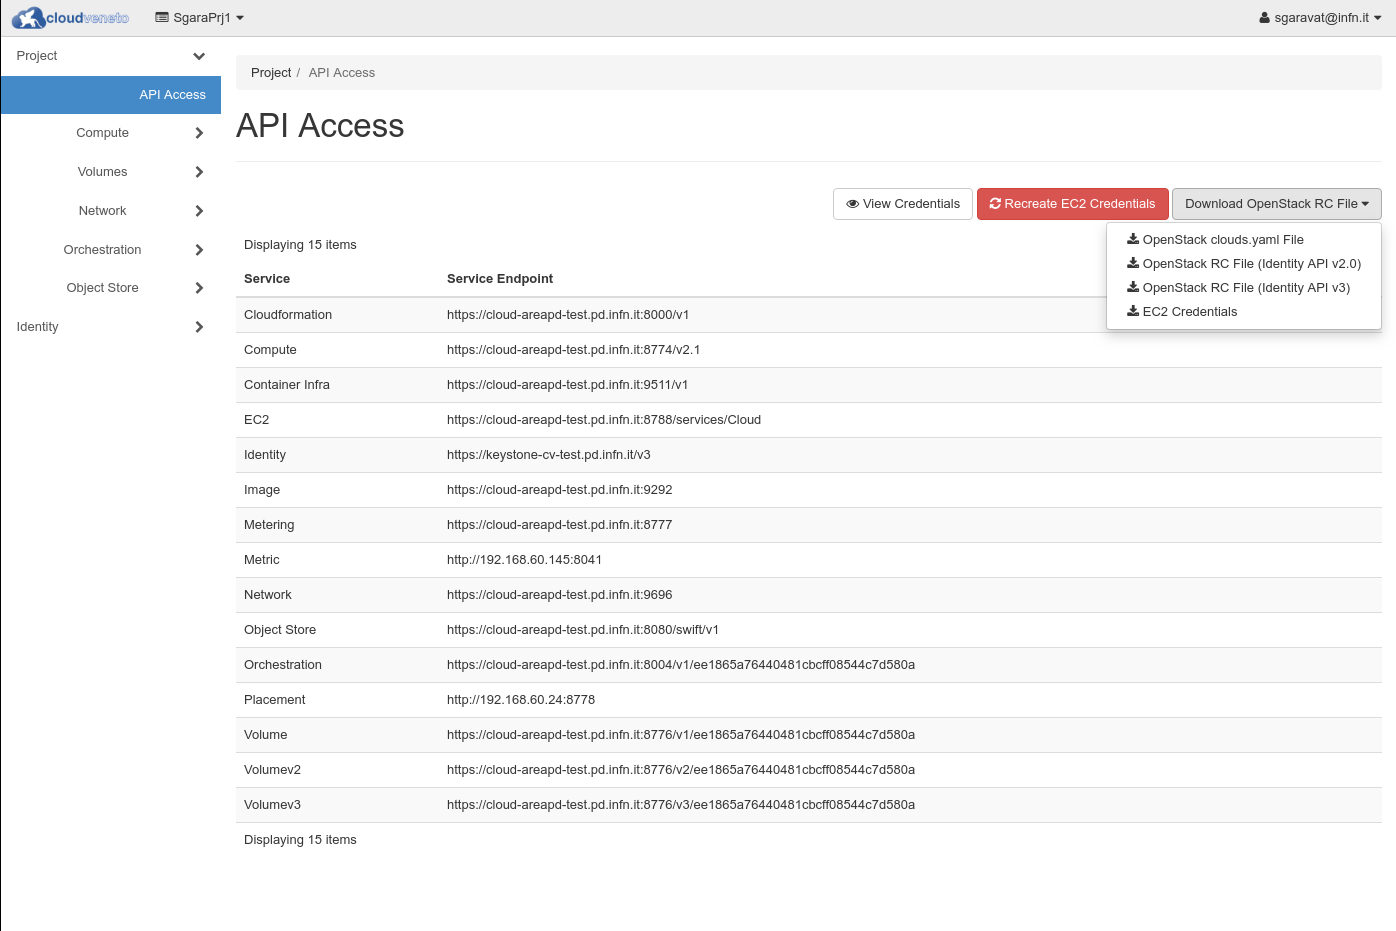 cloudveneto SgaraPrj1 sgaravat@infn.it
Project
API Access
Compute
Volumes
Network
Orchestration
Object Store
Identity
Project / API Access
API Access
View Credentials Recreate EC2 Credentials Download OpenStack RC File
OpenStack clouds.yaml File
OpenStack RC File (Identity API v2.0)
OpenStack RC File (Identity API v3)
EC2 Credentials
Displaying 15 items
Service Service Endpoint
Cloudformation https://cloud-areapd-test.pd.infn.it:8000/v1
Compute https://cloud-areapd-test.pd.infn.it:8774/v2.1
Container Infra https://cloud-areapd-test.pd.infn.it:9511/v1
EC2 https://cloud-areapd-test.pd.infn.it:8788/services/Cloud
Identity https://keystone-cv-test.pd.infn.it/v3
Image https://cloud-areapd-test.pd.infn.it:9292
Metering https://cloud-areapd-test.pd.infn.it:8777
Metric http://192.168.60.145:8041
Network https://cloud-areapd-test.pd.infn.it:9696
Object Store https://cloud-areapd-test.pd.infn.it:8080/swift/v1
Orchestration https://cloud-areapd-test.pd.infn.it:8004/v1/ee1865a76440481cbcff08544c7d580a
Placement http://192.168.60.24:8778
Volume https://cloud-areapd-test.pd.infn.it:8776/v1/ee1865a76440481cbcff08544c7d580a
Volumev2 https://cloud-areapd-test.pd.infn.it:8776/v2/ee1865a76440481cbcff08544c7d580a
Volumev3 https://cloud-areapd-test.pd.infn.it:8776/v3/ee1865a76440481cbcff08544c7d580a
Displaying 15 items